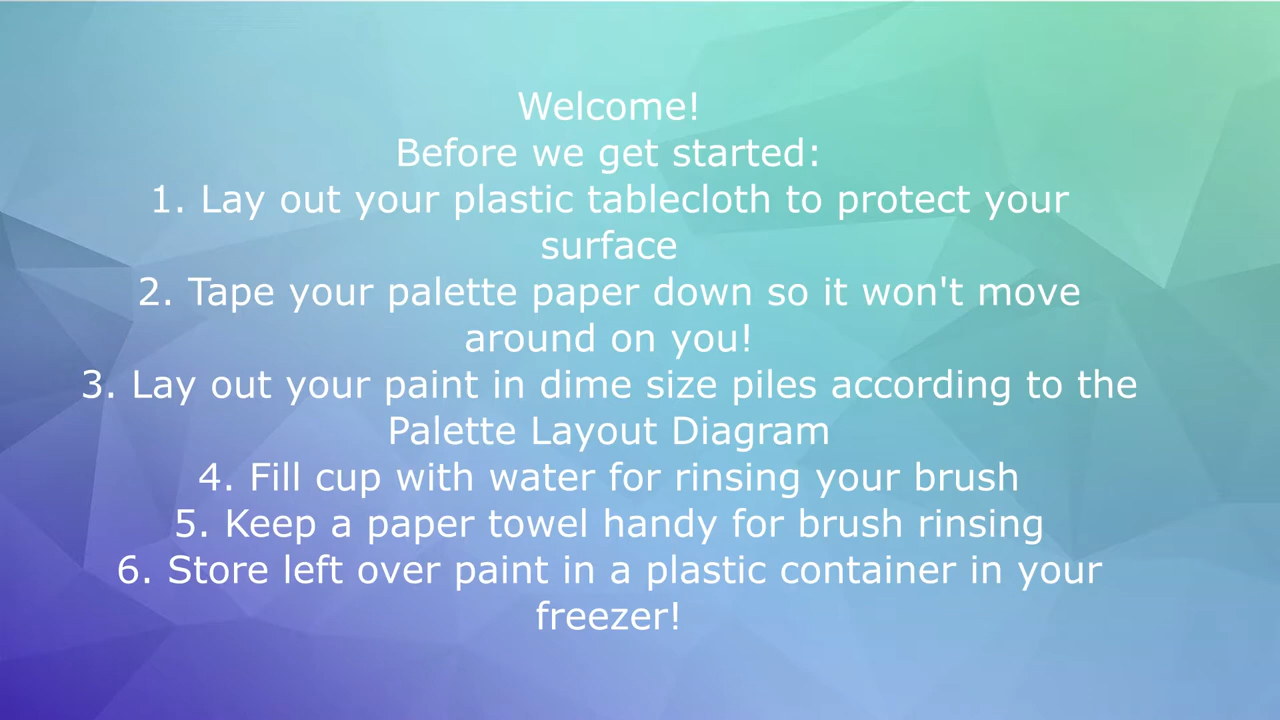 Welcome!
Before we get started:
1. Lay out your plastic tablecloth to protect your
surface
2. Tape your palette paper down so it won't move
around on you!
3. Lay out your paint in dime size piles according to the
Palette Layout Diagram
4. Fill cup with water for rinsing your brush
5. Keep a paper towel handy for brush rinsing
6. Store left over paint in a plastic container in your
freezer!